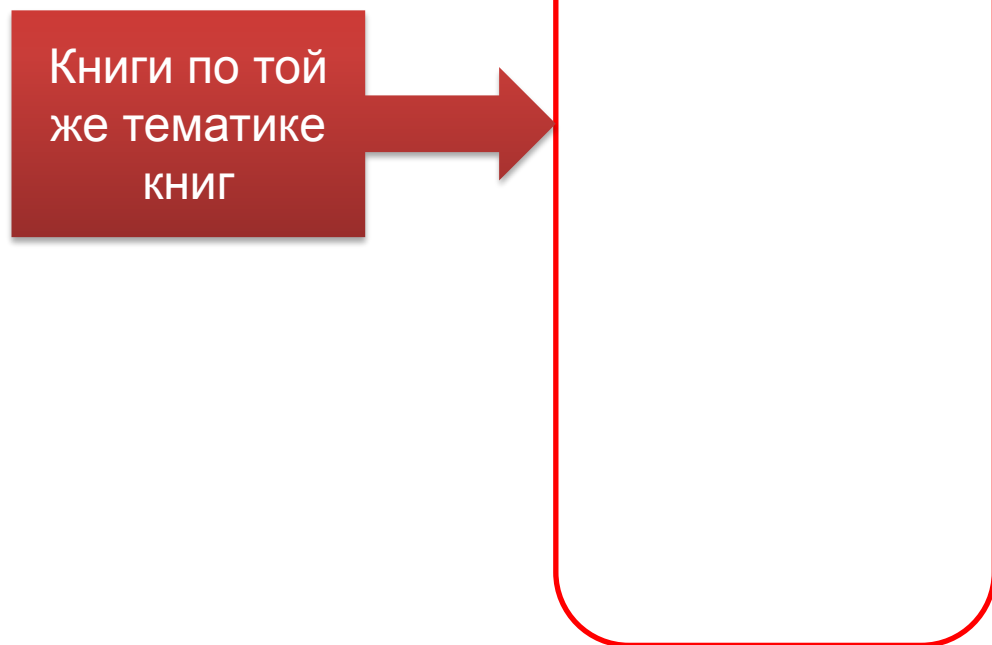 Книги по той
же тематике
книг